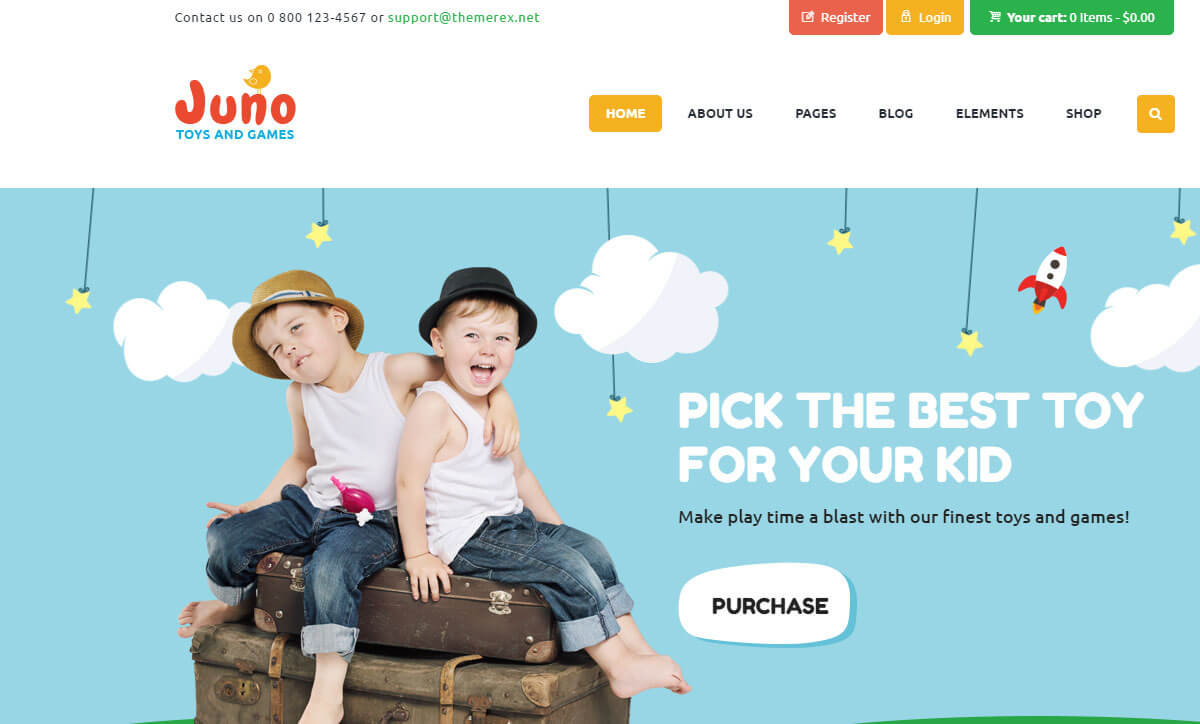 Contact us on 0 800 123-4567 or support@themerex.net
Register
Login
Your cart: 0 Items - $0.00
Juno
TOYS AND GAMES
HOME
ABOUT US
PAGES
BLOG
ELEMENTS
SHOP
PICK THE BEST TOY
FOR YOUR KID
Make play time a blast with our finest toys and games!
PURCHASE